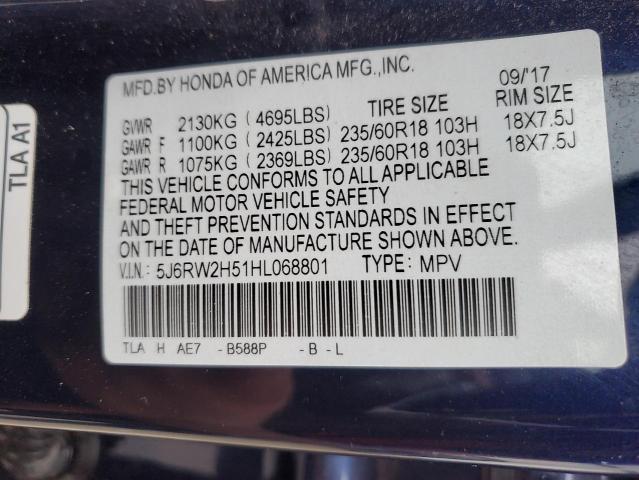 TLA A1
MFD.BY HONDA OF AMERICA MFG.,INC. 09/'17
GVWR 2130KG ( 4695LBS) TIRE SIZE RIM SIZE
GAWR F 1100KG ( 2425LBS) 235/60R18 103H 18X7.5J
GAWR R 1075KG ( 2369LBS) 235/60R18 103H 18X7.5J
THIS VEHICLE CONFORMS TO ALL APPLICABLE
FEDERAL MOTOR VEHICLE SAFETY
AND THEFT PREVENTION STANDARDS IN EFFECT
ON THE DATE OF MANUFACTURE SHOWN ABOVE.
V.I.N.: 5J6RW2H51HL068801 TYPE: MPV
TLA H AE7 - B588P - B - L